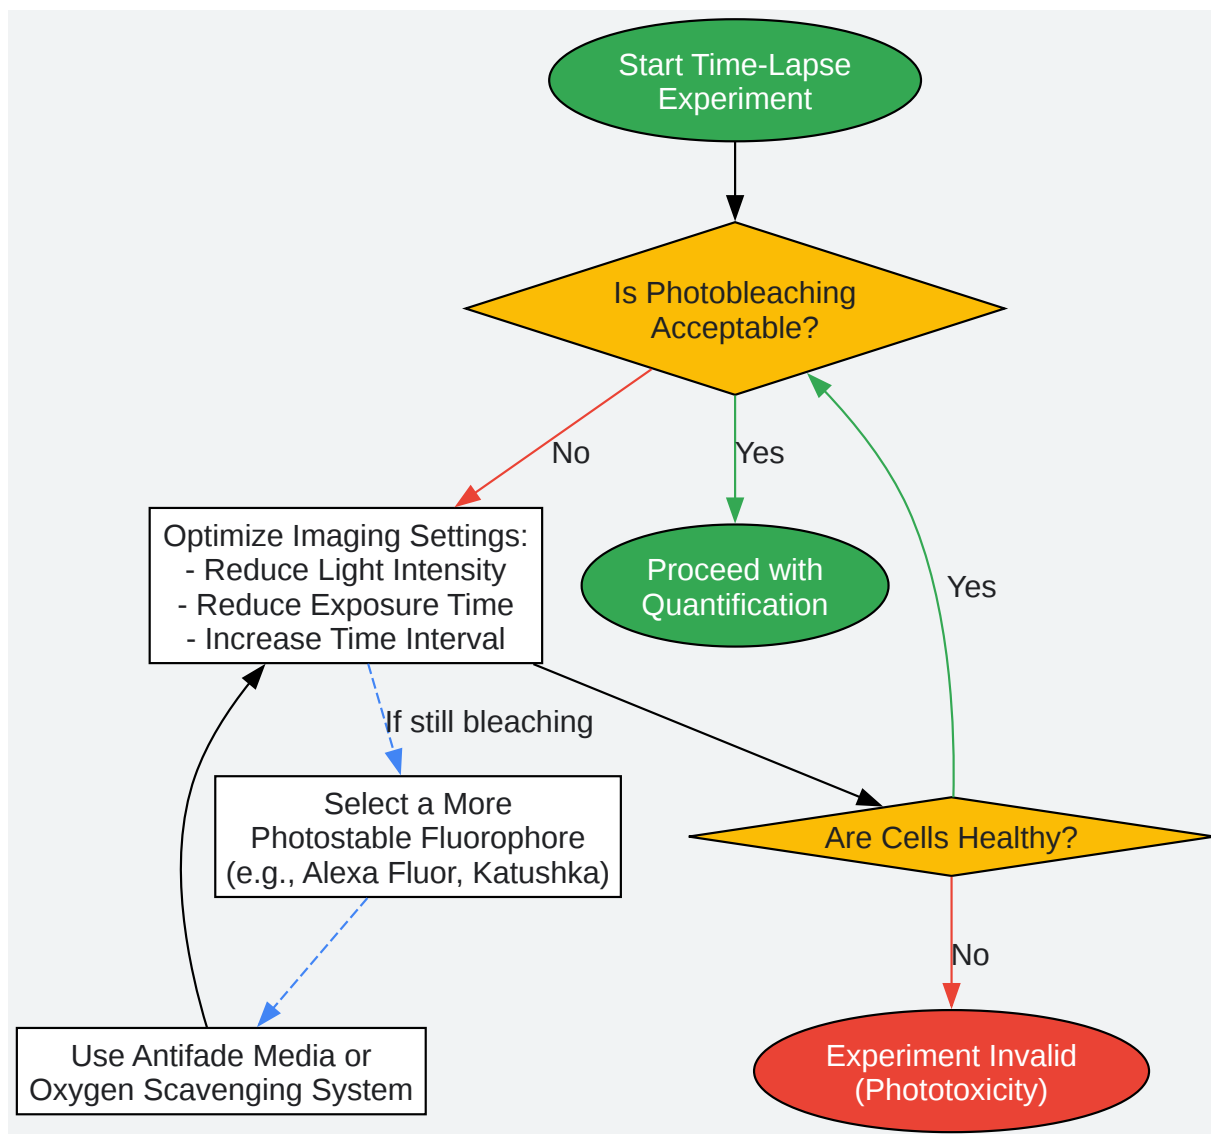 Start Time-Lapse
Experiment
Is Photobleaching
Acceptable?
No
Yes
Optimize Imaging Settings:
- Reduce Light Intensity
- Reduce Exposure Time
- Increase Time Interval
Proceed with
Quantification
Yes
If still bleaching
Select a More
Photostable Fluorophore
(e.g., Alexa Fluor, Katushka)
Are Cells Healthy?
No
Use Antifade Media or
Oxygen Scavenging System
Experiment Invalid
(Phototoxicity)